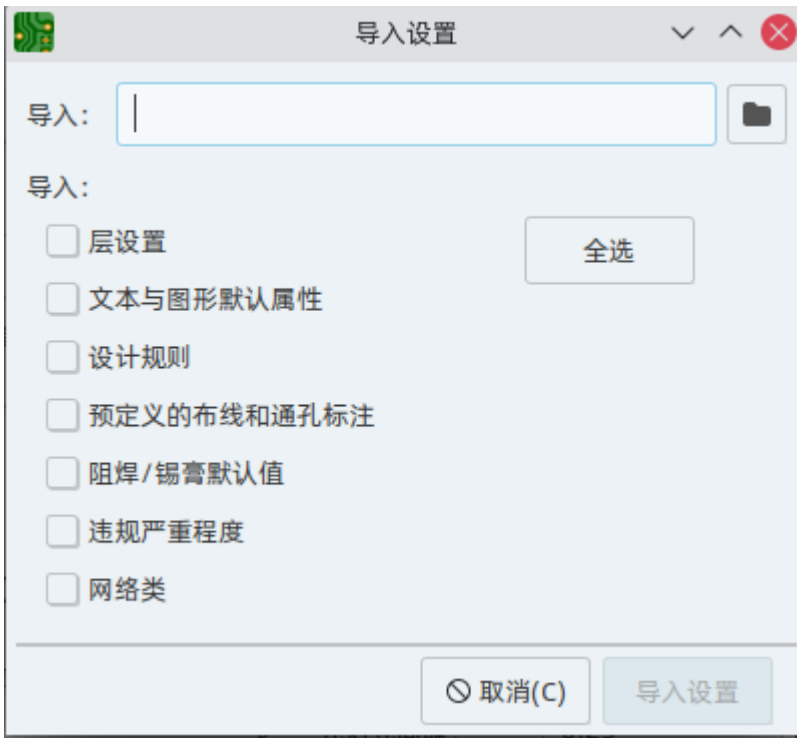 导入设置
导入：
导入：
层设置
全选
文本与图形默认属性
设计规则
预定义的布线和通孔标注
阻焊/锡膏默认值
违规严重程度
网络类
取消(C)
导入设置